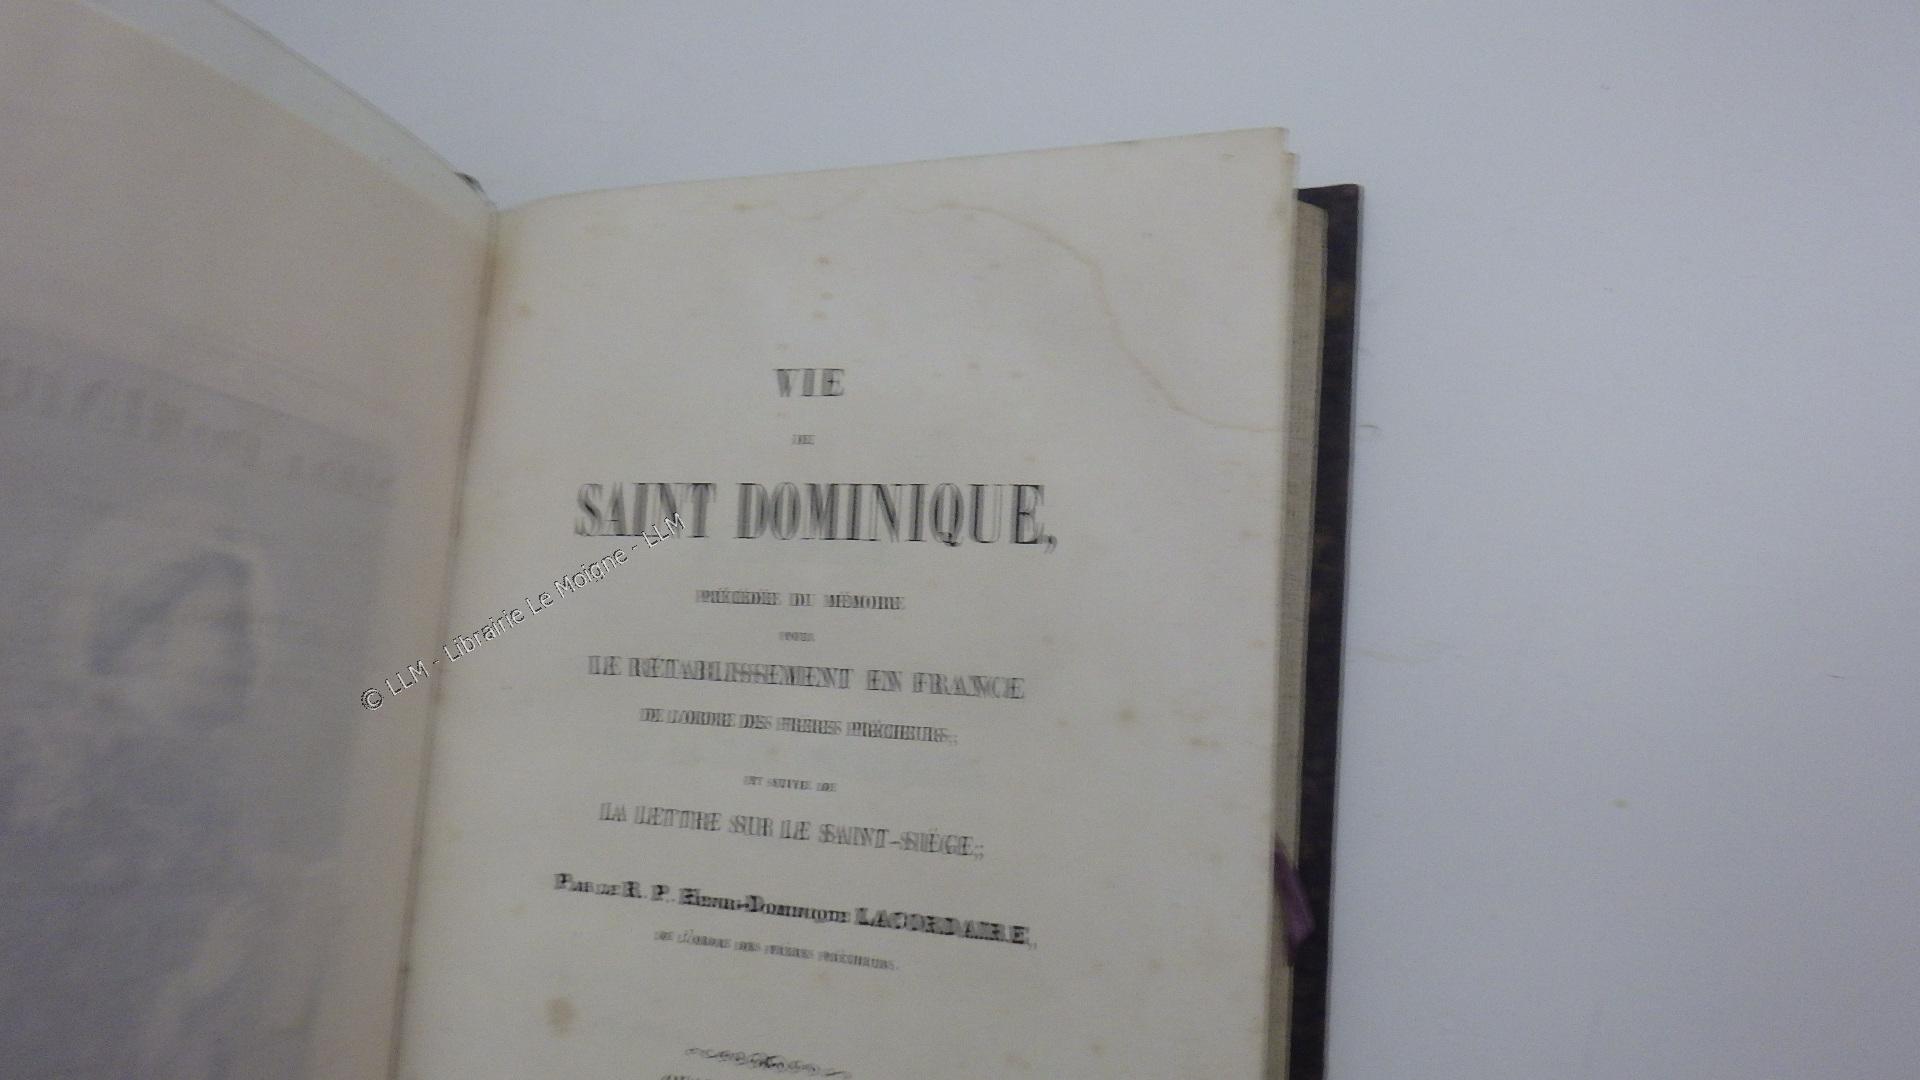 VIE
DE
SAINT DOMINIQUE,
PRÉCÉDÉE DU MÉMOIRE
POUR
LE RÉTABLISSEMENT EN FRANCE
DE L'ORDRE DES FRÈRES PRÊCHEURS;
ET SUIVIE DE
LA LETTRE SUR LE SAINT-SIÉGE;
PAR LE R. P. HENRI-DOMINIQUE LACORDAIRE,
DE L'ORDRE DES FRÈRES PRÊCHEURS.
© LLM - Librairie Le Moigne - LLM